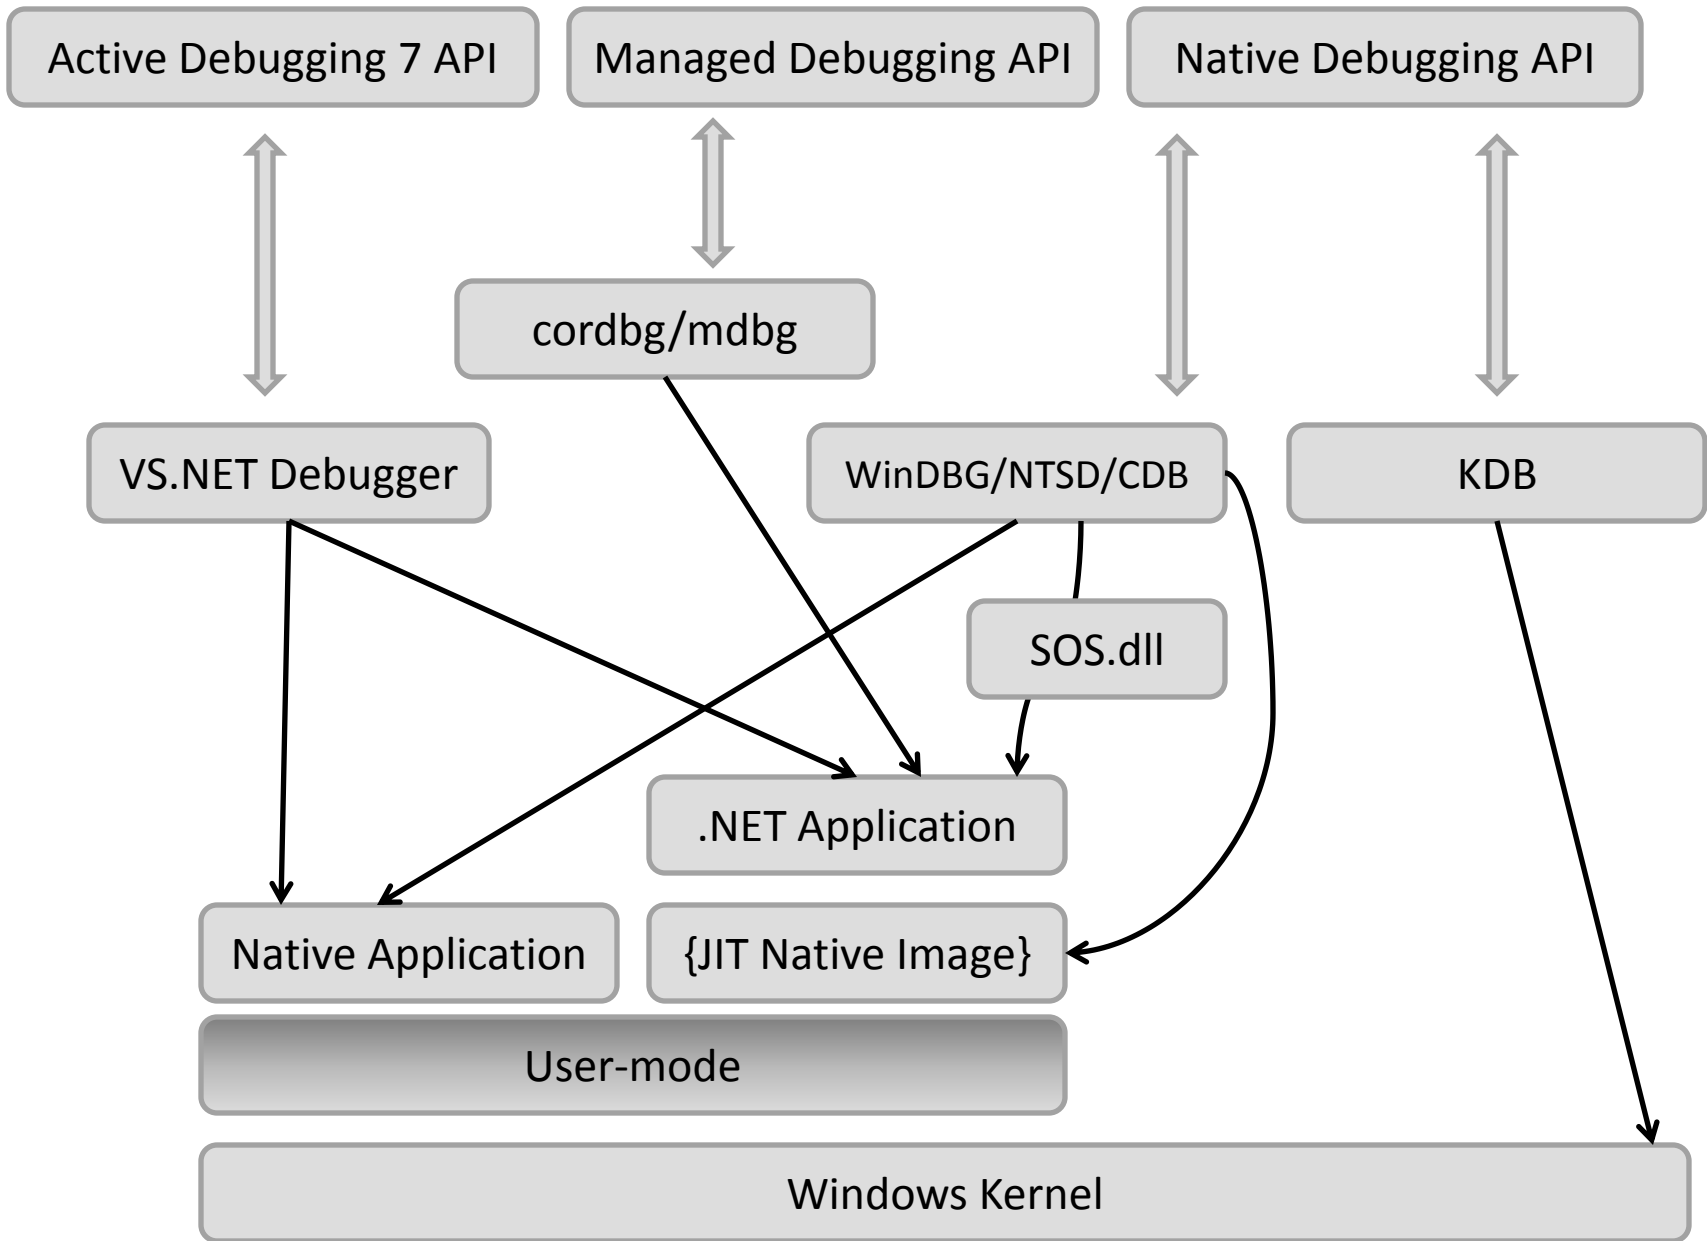 Active Debugging 7 API
Managed Debugging API
Native Debugging API
cordbg/mdbg
VS.NET Debugger
WinDBG/NTSD/CDB
KDB
SOS.dll
.NET Application
Native Application
{JIT Native Image}
User-mode
Windows Kernel